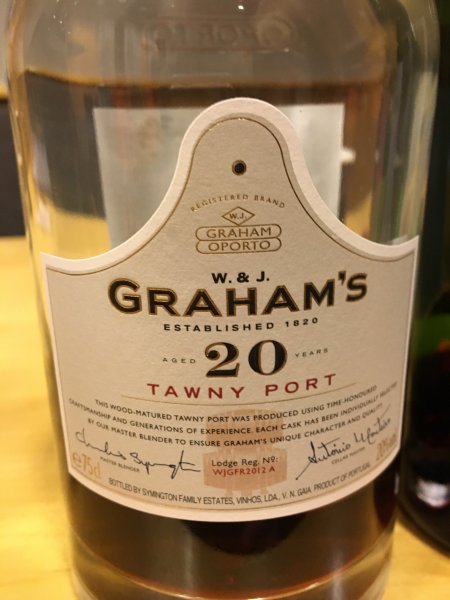 OPORTO
REGISTERED BRAND
W.J.
GRAHAM
OPORTO
W. & J.
GRAHAM'S
ESTABLISHED 1820
AGED 20 YEARS
TAWNY PORT
THIS WOOD-MATURED TAWNY PORT WAS PRODUCED USING TIME-HONOURED
CRAFTSMANSHIP AND GENERATIONS OF EXPERIENCE. EACH CASK HAS BEEN INDIVIDUALLY SELECTED
BY OUR MASTER BLENDER TO ENSURE GRAHAM'S UNIQUE CHARACTER AND QUALITY
MASTER BLENDER
Lodge Reg. Nº:
WJGFR2012 A
CELLAR MASTER
e75cl
20%
BOTTLED BY SYMINGTON FAMILY ESTATES, VINHOS, LDA., V. N. GAIA, PRODUCT OF PORTUGAL